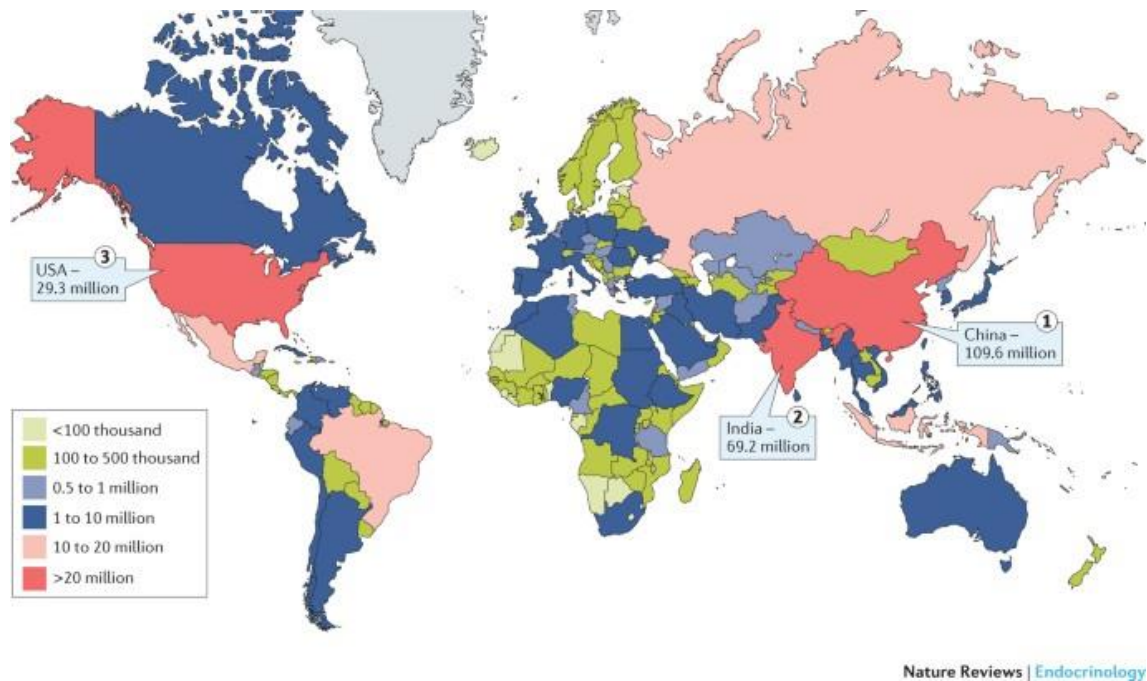 3
USA –
29.3 million
1
China –
109.6 million
2
India –
69.2 million
<100 thousand
100 to 500 thousand
0.5 to 1 million
1 to 10 million
10 to 20 million
>20 million
Nature Reviews | Endocrinology